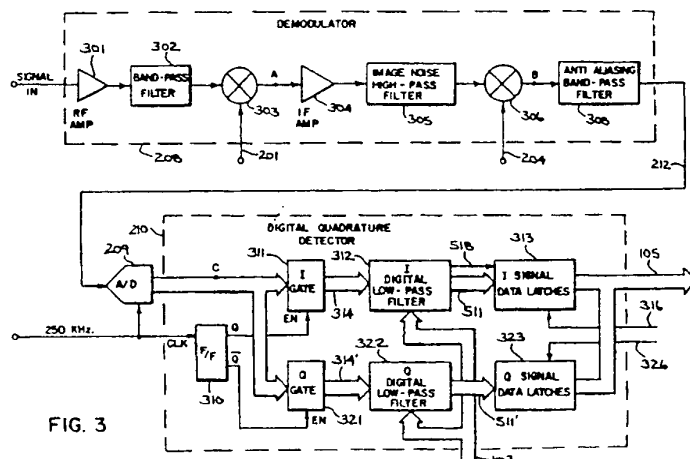 DEMODULATOR
301
302
SIGNAL
IN
BAND-PASS
FILTER
A
RF
AMP
303
IF
AMP
304
IMAGE NOISE
HIGH-PASS
FILTER
305
B
306
ANTI ALIASING
BAND-PASS
FILTER
308
208
201
204
212
210
DIGITAL QUADRATURE
DETECTOR
209
A/D
C
311
I
GATE
EN
314
312
I
DIGITAL
LOW-PASS
FILTER
518
511
313
I SIGNAL
DATA LATCHES
105
316
326
250 KHz.
CLK
F/F
Q
Q̅
310
Q
GATE
EN
321
314'
322
Q
DIGITAL
LOW-PASS
FILTER
511'
323
Q SIGNAL
DATA LATCHES
FIG. 3